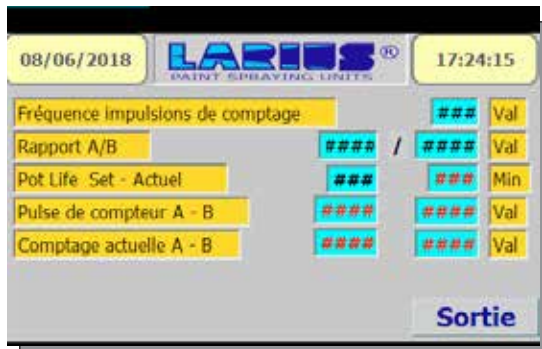 08/06/2018 LARIUS® 17:24:15
PAINT SPRAYING UNITS
Fréquence impulsions de comptage ### Val
Rapport A/B #### / #### Val
Pot Life Set - Actuel ### ### Min
Pulse de compteur A - B #### #### Val
Comptage actuelle A - B #### #### Val
Sortie